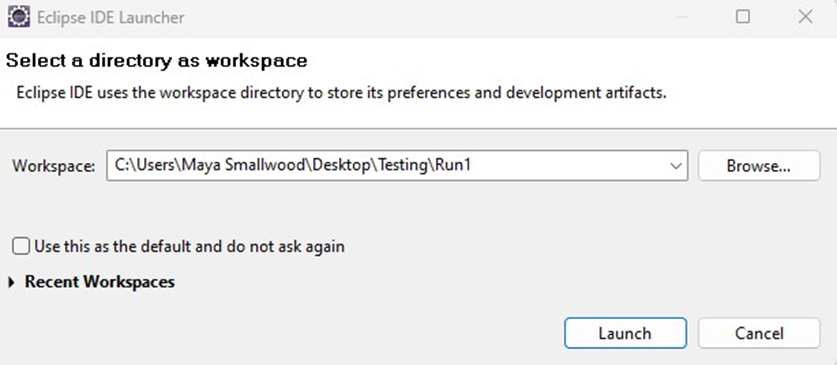 Eclipse IDE Launcher
Select a directory as workspace
Eclipse IDE uses the workspace directory to store its preferences and development artifacts.
Workspace: C:\Users\Maya Smallwood\Desktop\Testing\Run1 Browse...
Use this as the default and do not ask again
Recent Workspaces
Launch Cancel